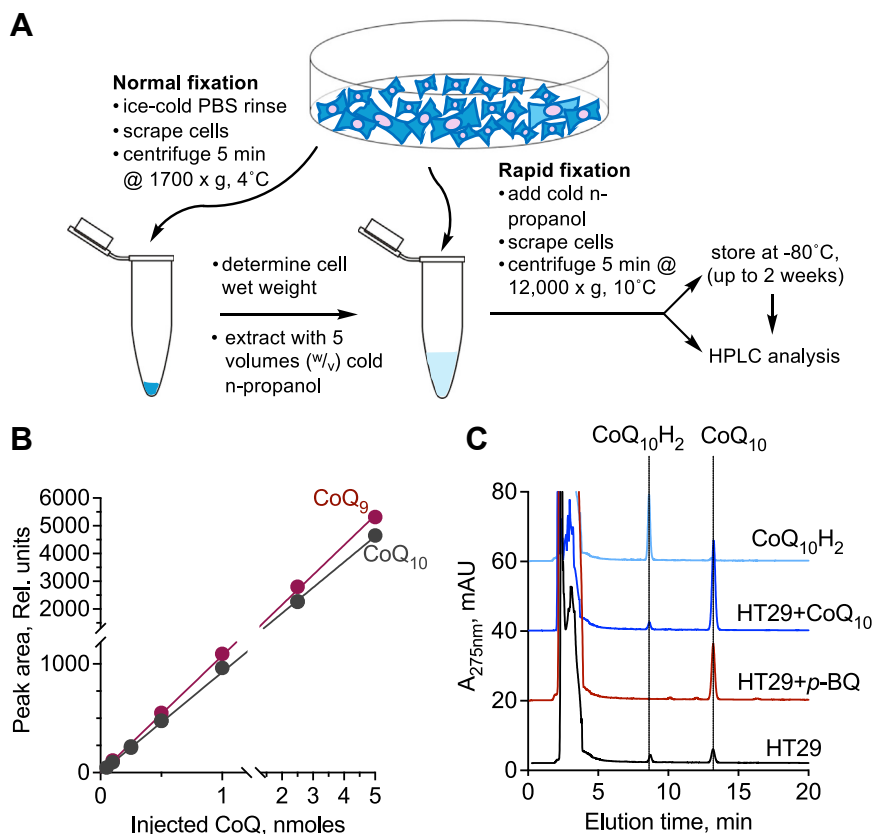 A
Normal fixation
•ice-cold PBS rinse
•scrape cells
•centrifuge 5 min
@ 1700 x g, 4˚C
Rapid fixation
•add cold n-
propanol
•scrape cells
•centrifuge 5 min @
12,000 x g, 10˚C
•determine cell
wet weight
•extract with 5
volumes (w/v) cold
n-propanol
store at -80˚C,
(up to 2 weeks)
HPLC analysis
B
Peak area, Rel. units
6000
5000
4000
3000
2000
1000
0
CoQ9
CoQ10
0
1
2
3
4
5
Injected CoQ, nmoles
C
CoQ10H2
CoQ10
A275nm, mAU
80
60
40
20
0
CoQ10H2
HT29+CoQ10
HT29+p-BQ
HT29
0
5
10
15
20
Elution time, min